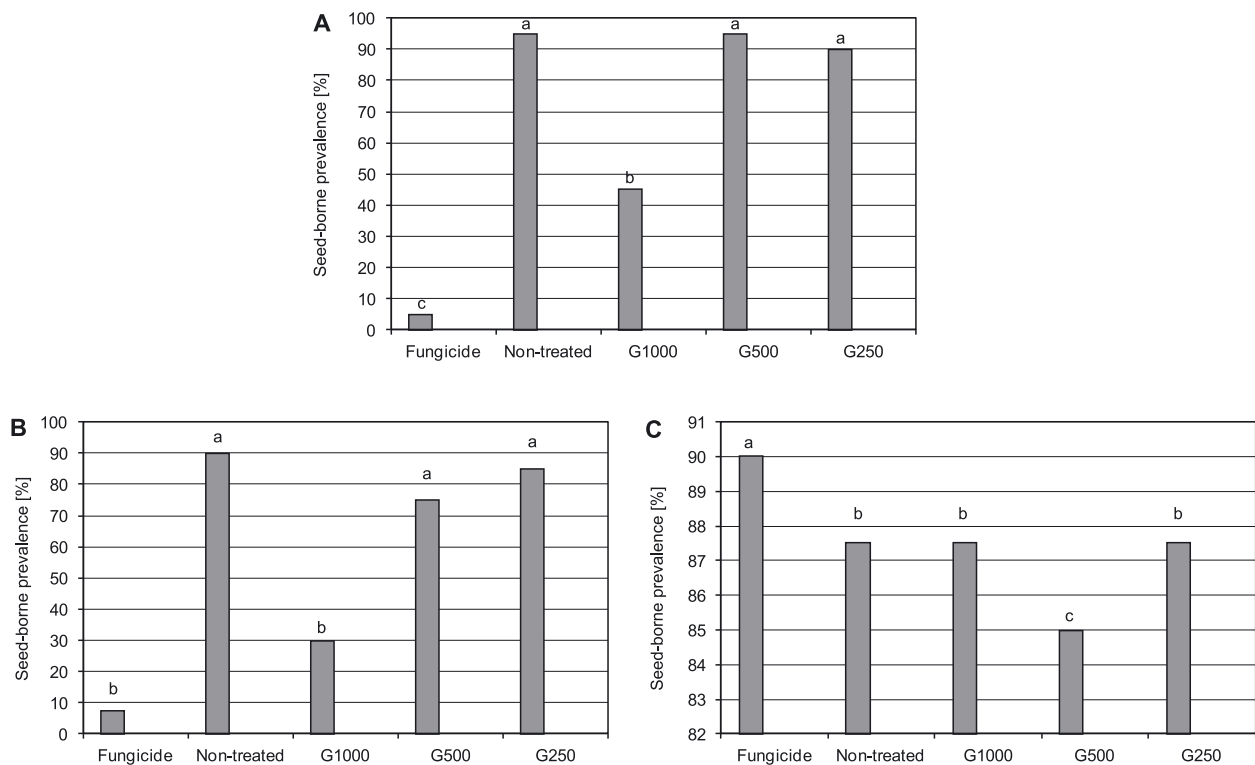 A
Seed-borne prevalence [%]
100
90
80
70
60
50
40
30
20
10
0
c
a
b
a
a
Fungicide Non-treated G1000 G500 G250
B
Seed-borne prevalence [%]
100
90
80
70
60
50
40
30
20
10
0
b
a
b
a
a
Fungicide Non-treated G1000 G500 G250
C
Seed-borne prevalence [%]
91
90
89
88
87
86
85
84
83
82
a
b
b
c
b
Fungicide Non-treated G1000 G500 G250